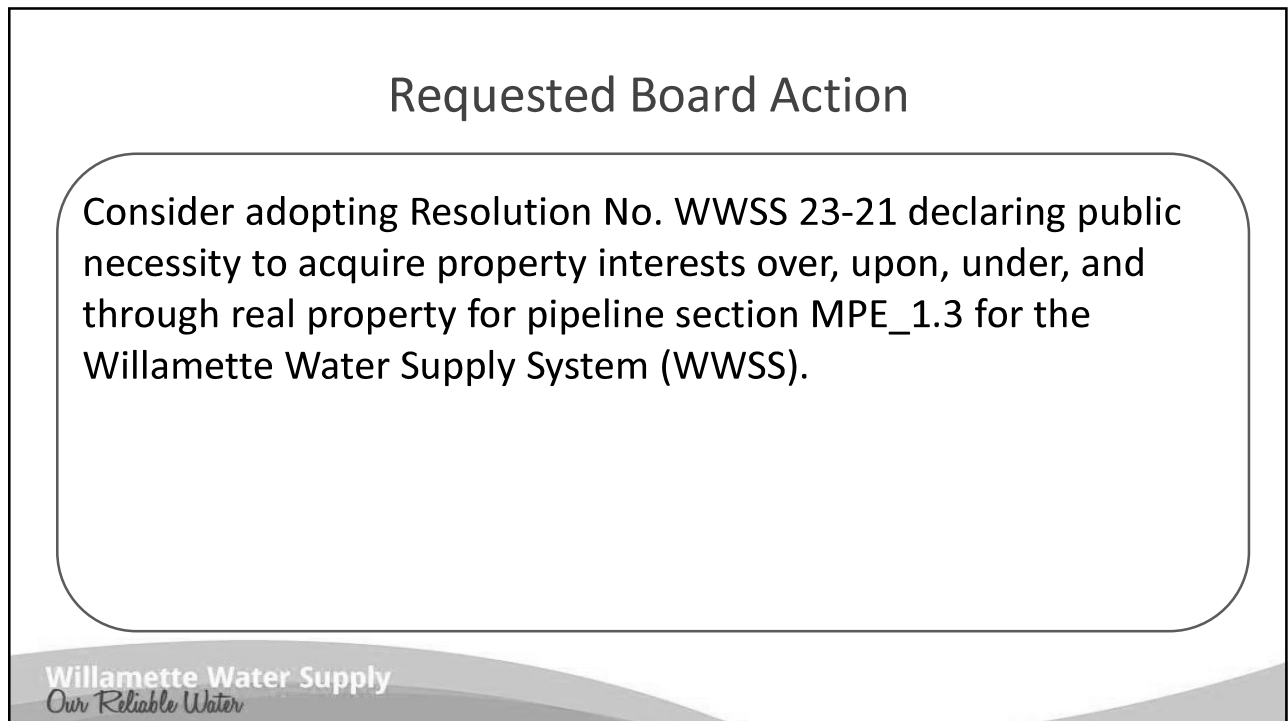 Requested Board Action
Consider adopting Resolution No. WWSS 23-21 declaring public
necessity to acquire property interests over, upon, under, and
through real property for pipeline section MPE_1.3 for the
Willamette Water Supply System (WWSS).
Willamette Water Supply
Our Reliable Water